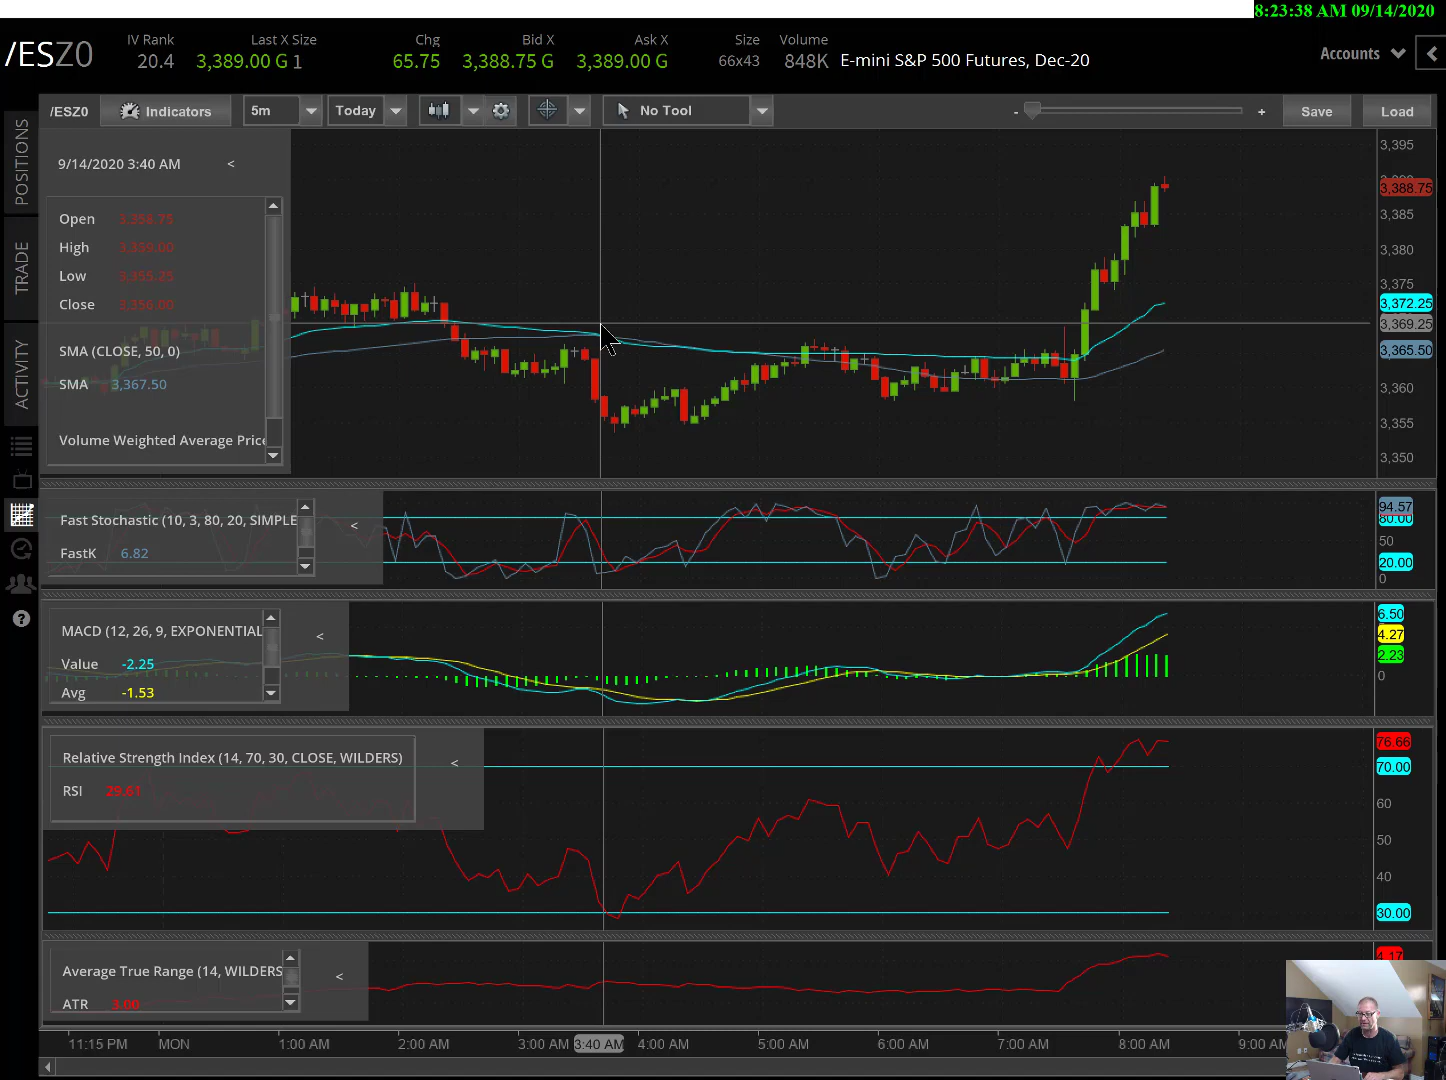 8:23:38 AM 09/14/2020
/ESZ0
IV Rank
20.4
Last X Size
3,389.00 G 1
Chg
65.75
Bid X
3,388.75 G
Ask X
3,389.00 G
Size
66x43
Volume
848K
E-mini S&P 500 Futures, Dec-20
Accounts
/ESZ0
Indicators
5m
Today
No Tool
-
+
Save
Load
POSITIONS
TRADE
ACTIVITY
9/14/2020 3:40 AM <
Open 3,358.75
High 3,359.00
Low 3,355.25
Close 3,356.00
SMA (CLOSE, 50, 0)
SMA 3,367.50
Volume Weighted Average Price
3,395
3,388.75
3,385
3,380
3,375
3,372.25
3,369.25
3,365.50
3,360
3,355
3,350
Fast Stochastic (10, 3, 80, 20, SIMPLE <
FastK 6.82
94.57
80.00
50
20.00
0
MACD (12, 26, 9, EXPONENTIAL <
Value -2.25
Avg -1.53
6.50
4.27
2.23
0
Relative Strength Index (14, 70, 30, CLOSE, WILDERS) <
RSI 29.61
76.66
70.00
60
50
40
30.00
Average True Range (14, WILDERS <
ATR 3.00
4.17
11:15 PM MON 1:00 AM 2:00 AM 3:00 AM 3:40 AM 4:00 AM 5:00 AM 6:00 AM 7:00 AM 8:00 AM 9:00 AM